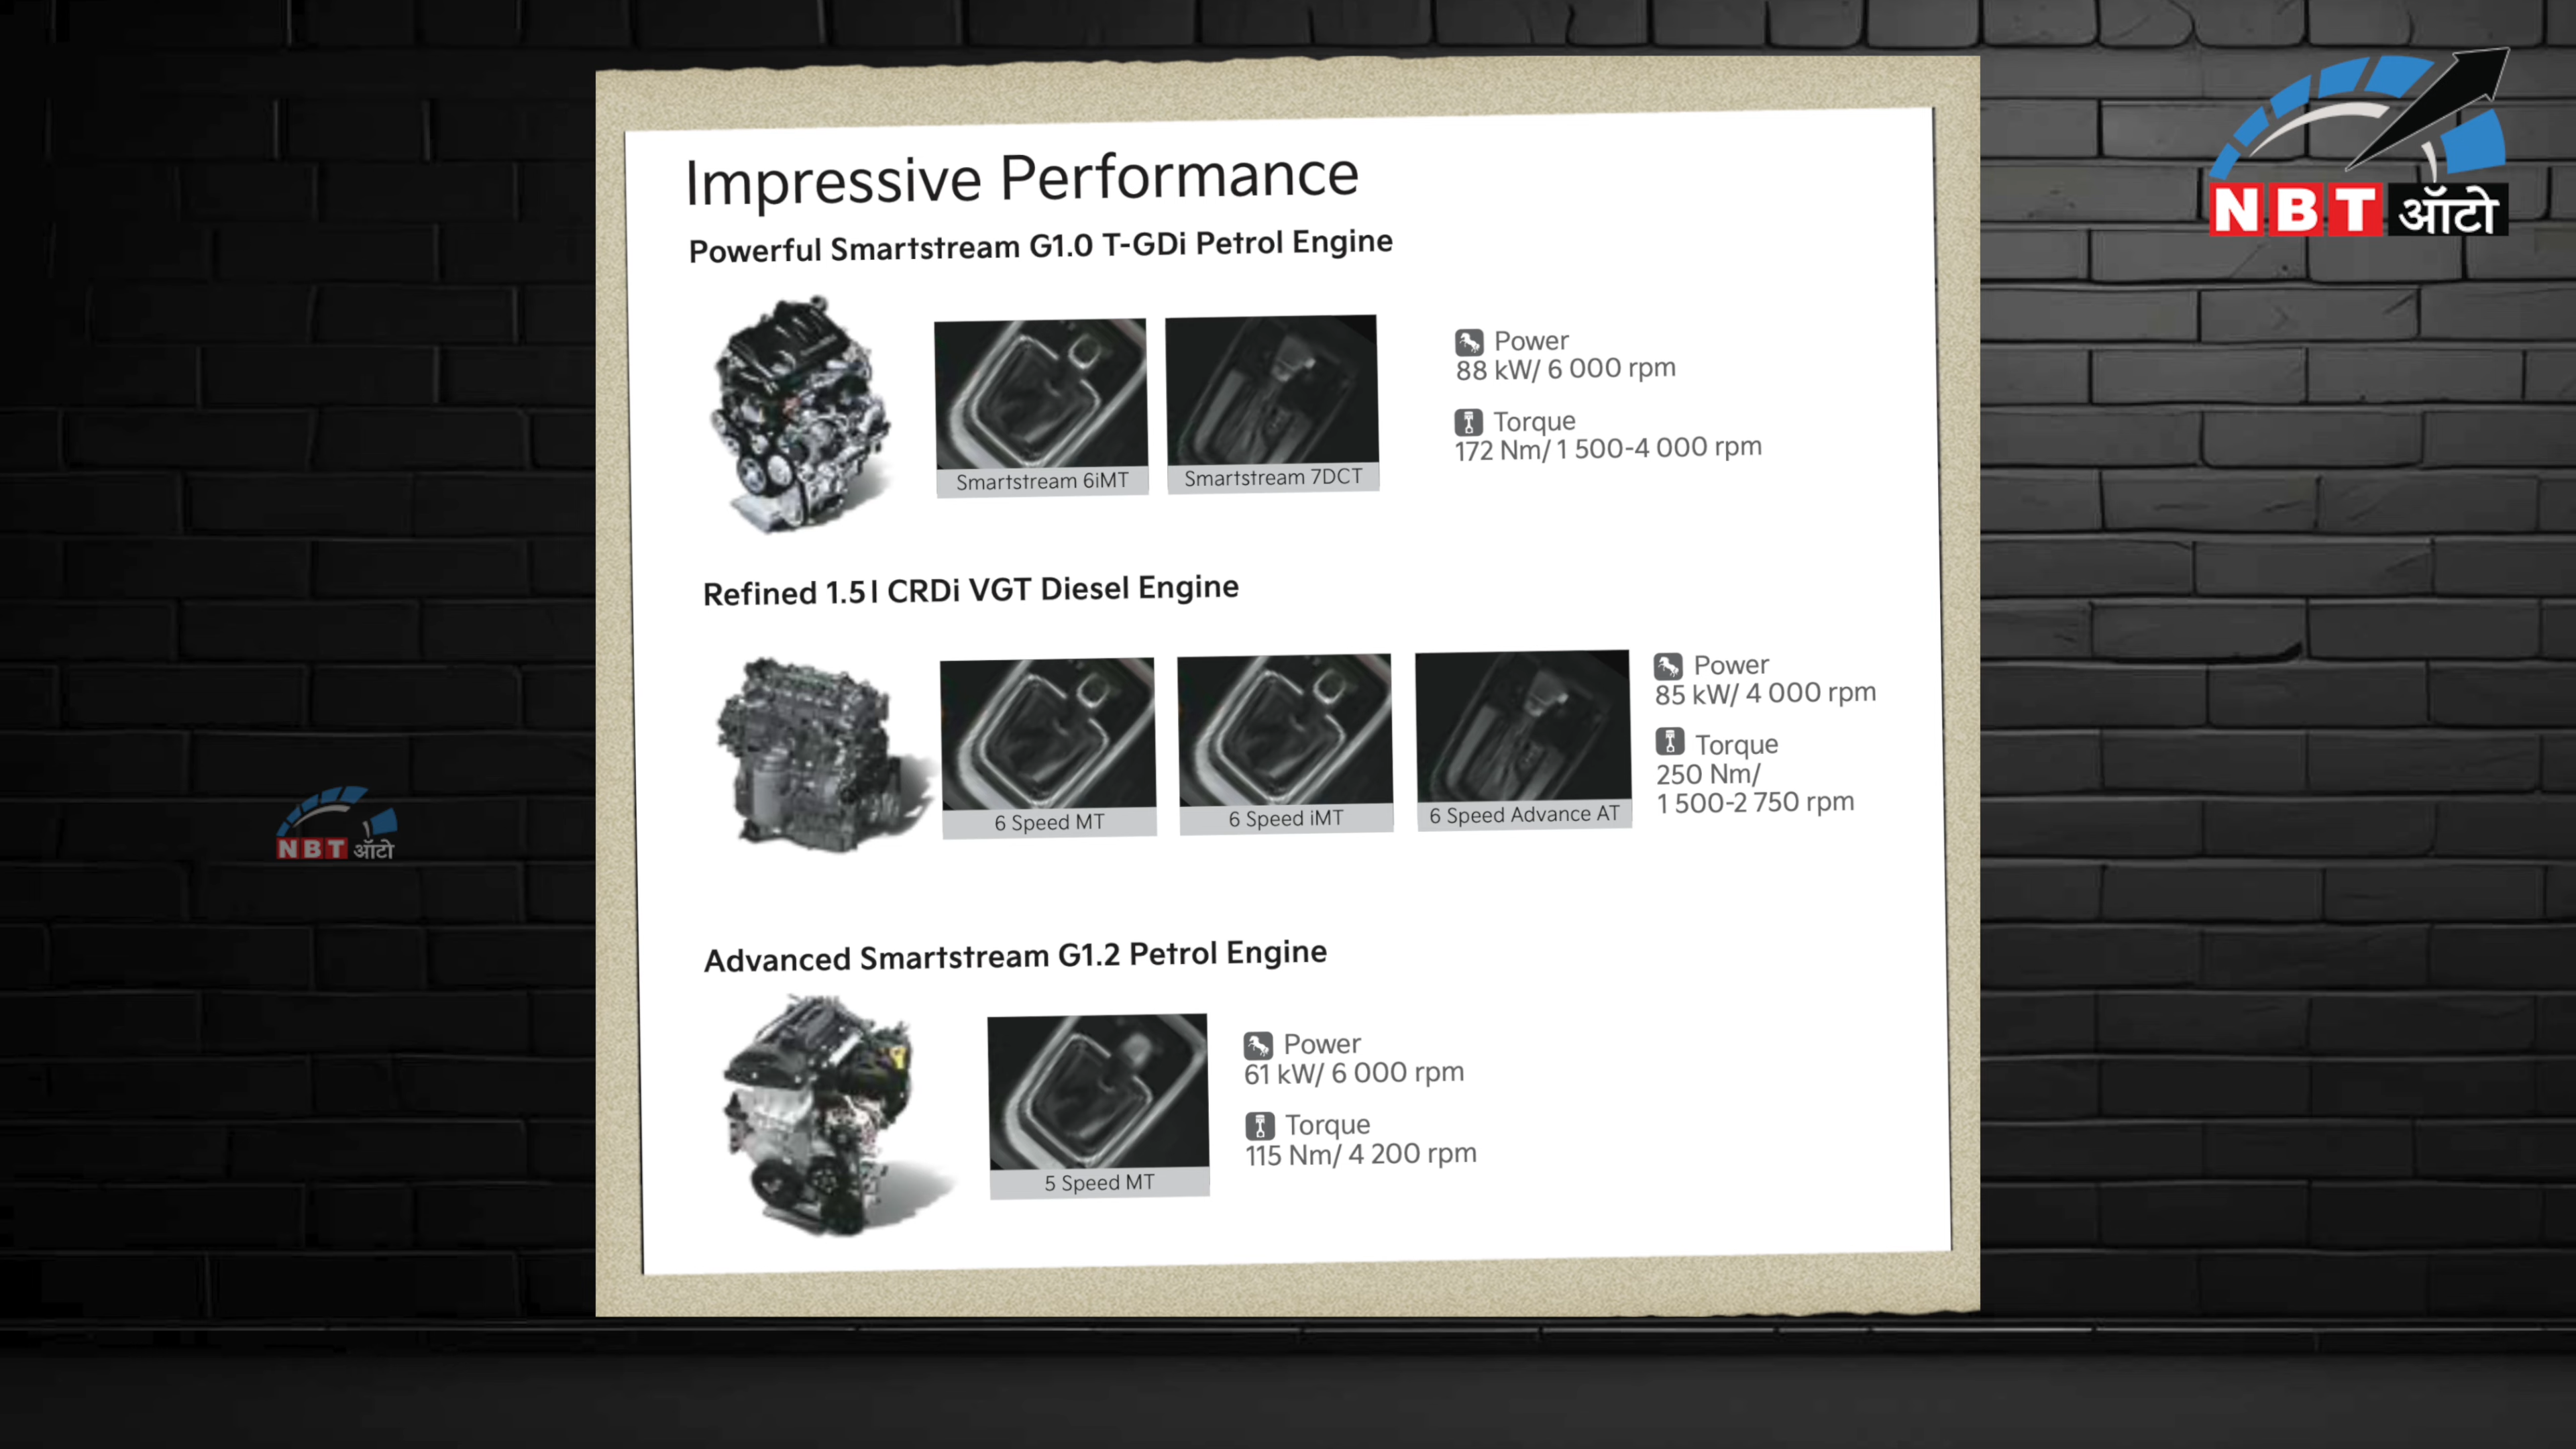 NBT ऑटो
Impressive Performance
Powerful Smartstream G1.0 T-GDi Petrol Engine
Smartstream 6iMT
Smartstream 7DCT
Power
88 kW/ 6 000 rpm
Torque
172 Nm/ 1 500-4 000 rpm
Refined 1.5 l CRDi VGT Diesel Engine
6 Speed MT
6 Speed iMT
6 Speed Advance AT
Power
85 kW/ 4 000 rpm
Torque
250 Nm/
1 500-2 750 rpm
NBT ऑटो
Advanced Smartstream G1.2 Petrol Engine
5 Speed MT
Power
61 kW/ 6 000 rpm
Torque
115 Nm/ 4 200 rpm